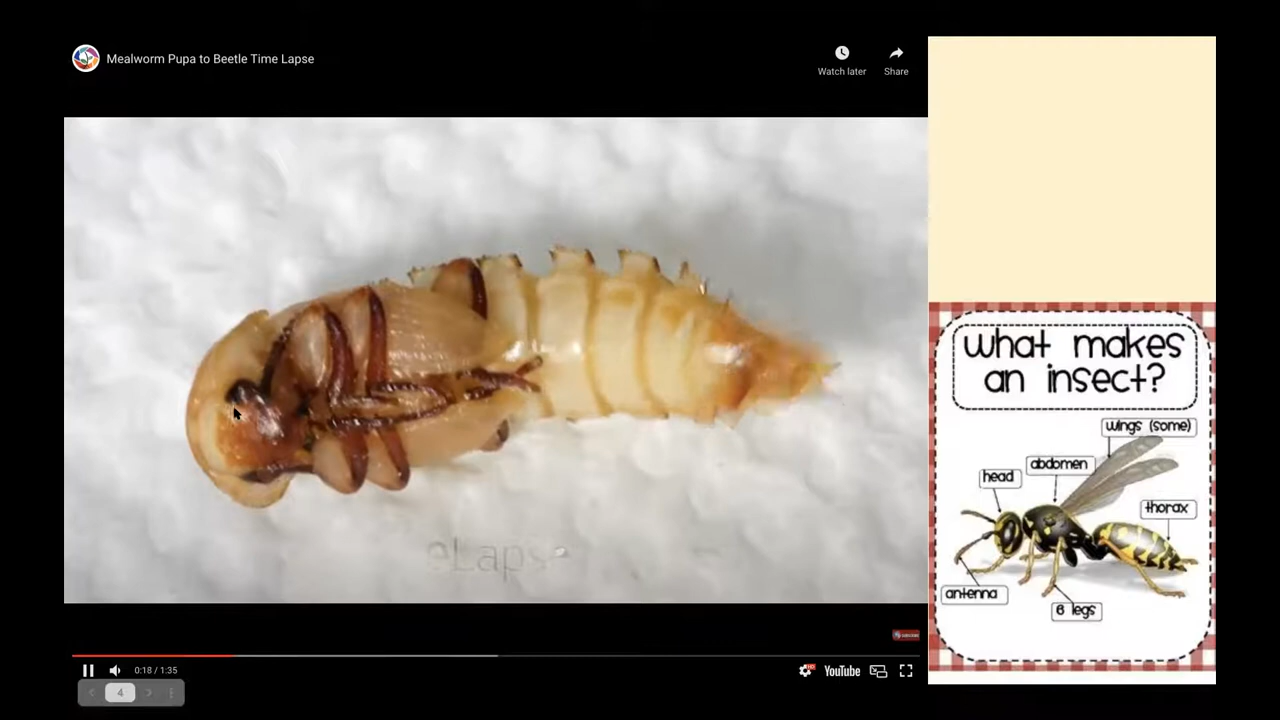 Mealworm Pupa to Beetle Time Lapse
Watch later
Share
eLapse
what makes
an insect?
wings (some)
abdomen
head
thorax
antenna
6 legs
0:18 / 1:35
YouTube
4